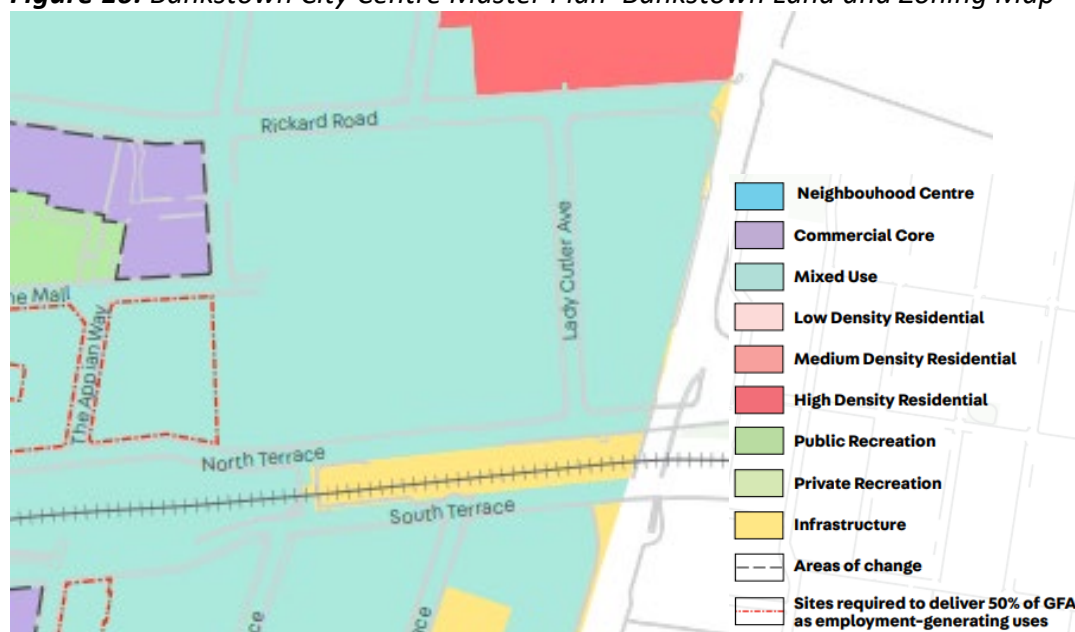 Bankstown City Centre Master Plan- Bankstown Land and Zoning Map
Rickard Road
Lady Cutler Ave
he Mall
The Appian Way
North Terrace
South Terrace
ce
ce
Neighbouhood Centre
Commercial Core
Mixed Use
Low Density Residential
Medium Density Residential
High Density Residential
Public Recreation
Private Recreation
Infrastructure
Areas of change
Sites required to deliver 50% of GFA
as employment-generating uses